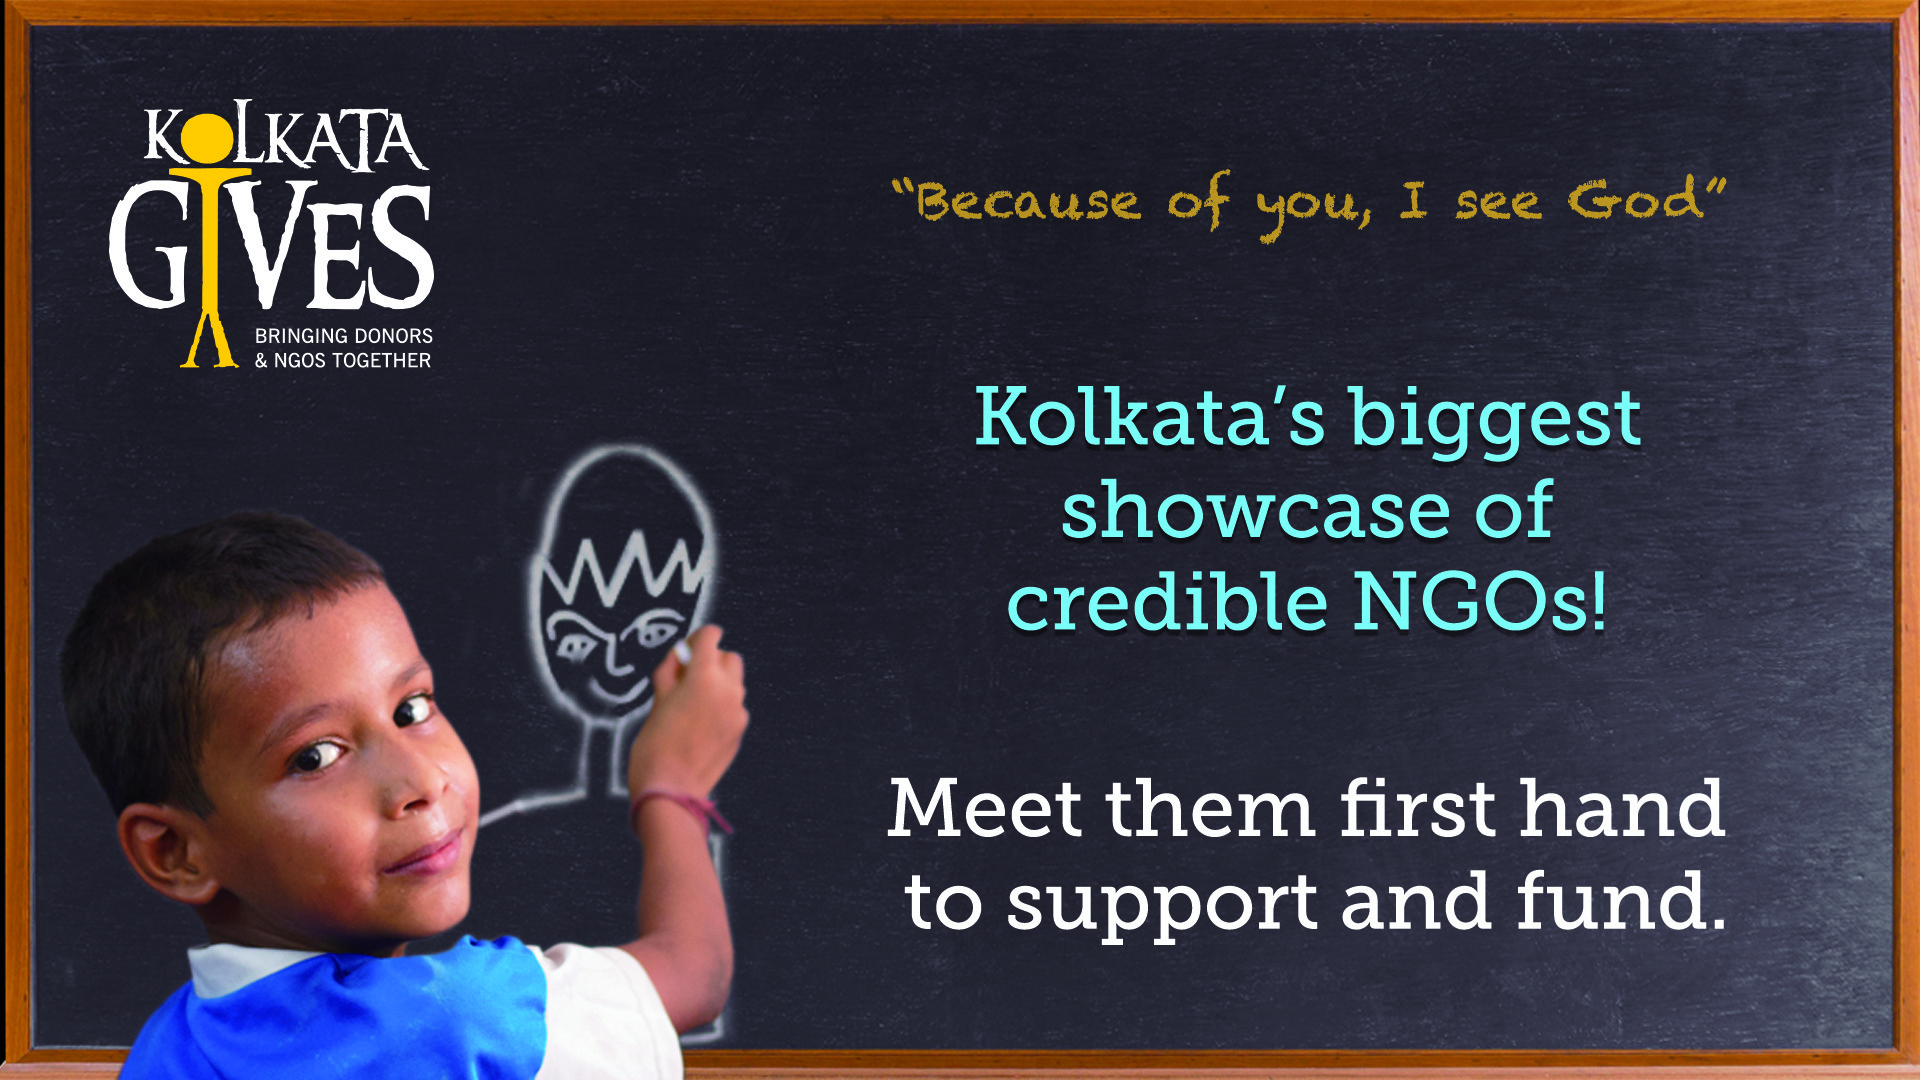 KOLKATA
GIVES
BRINGING DONORS
& NGOS TOGETHER
“Because of you, I see God”
Kolkata’s biggest
showcase of
credible NGOs!
Meet them first hand
to support and fund.